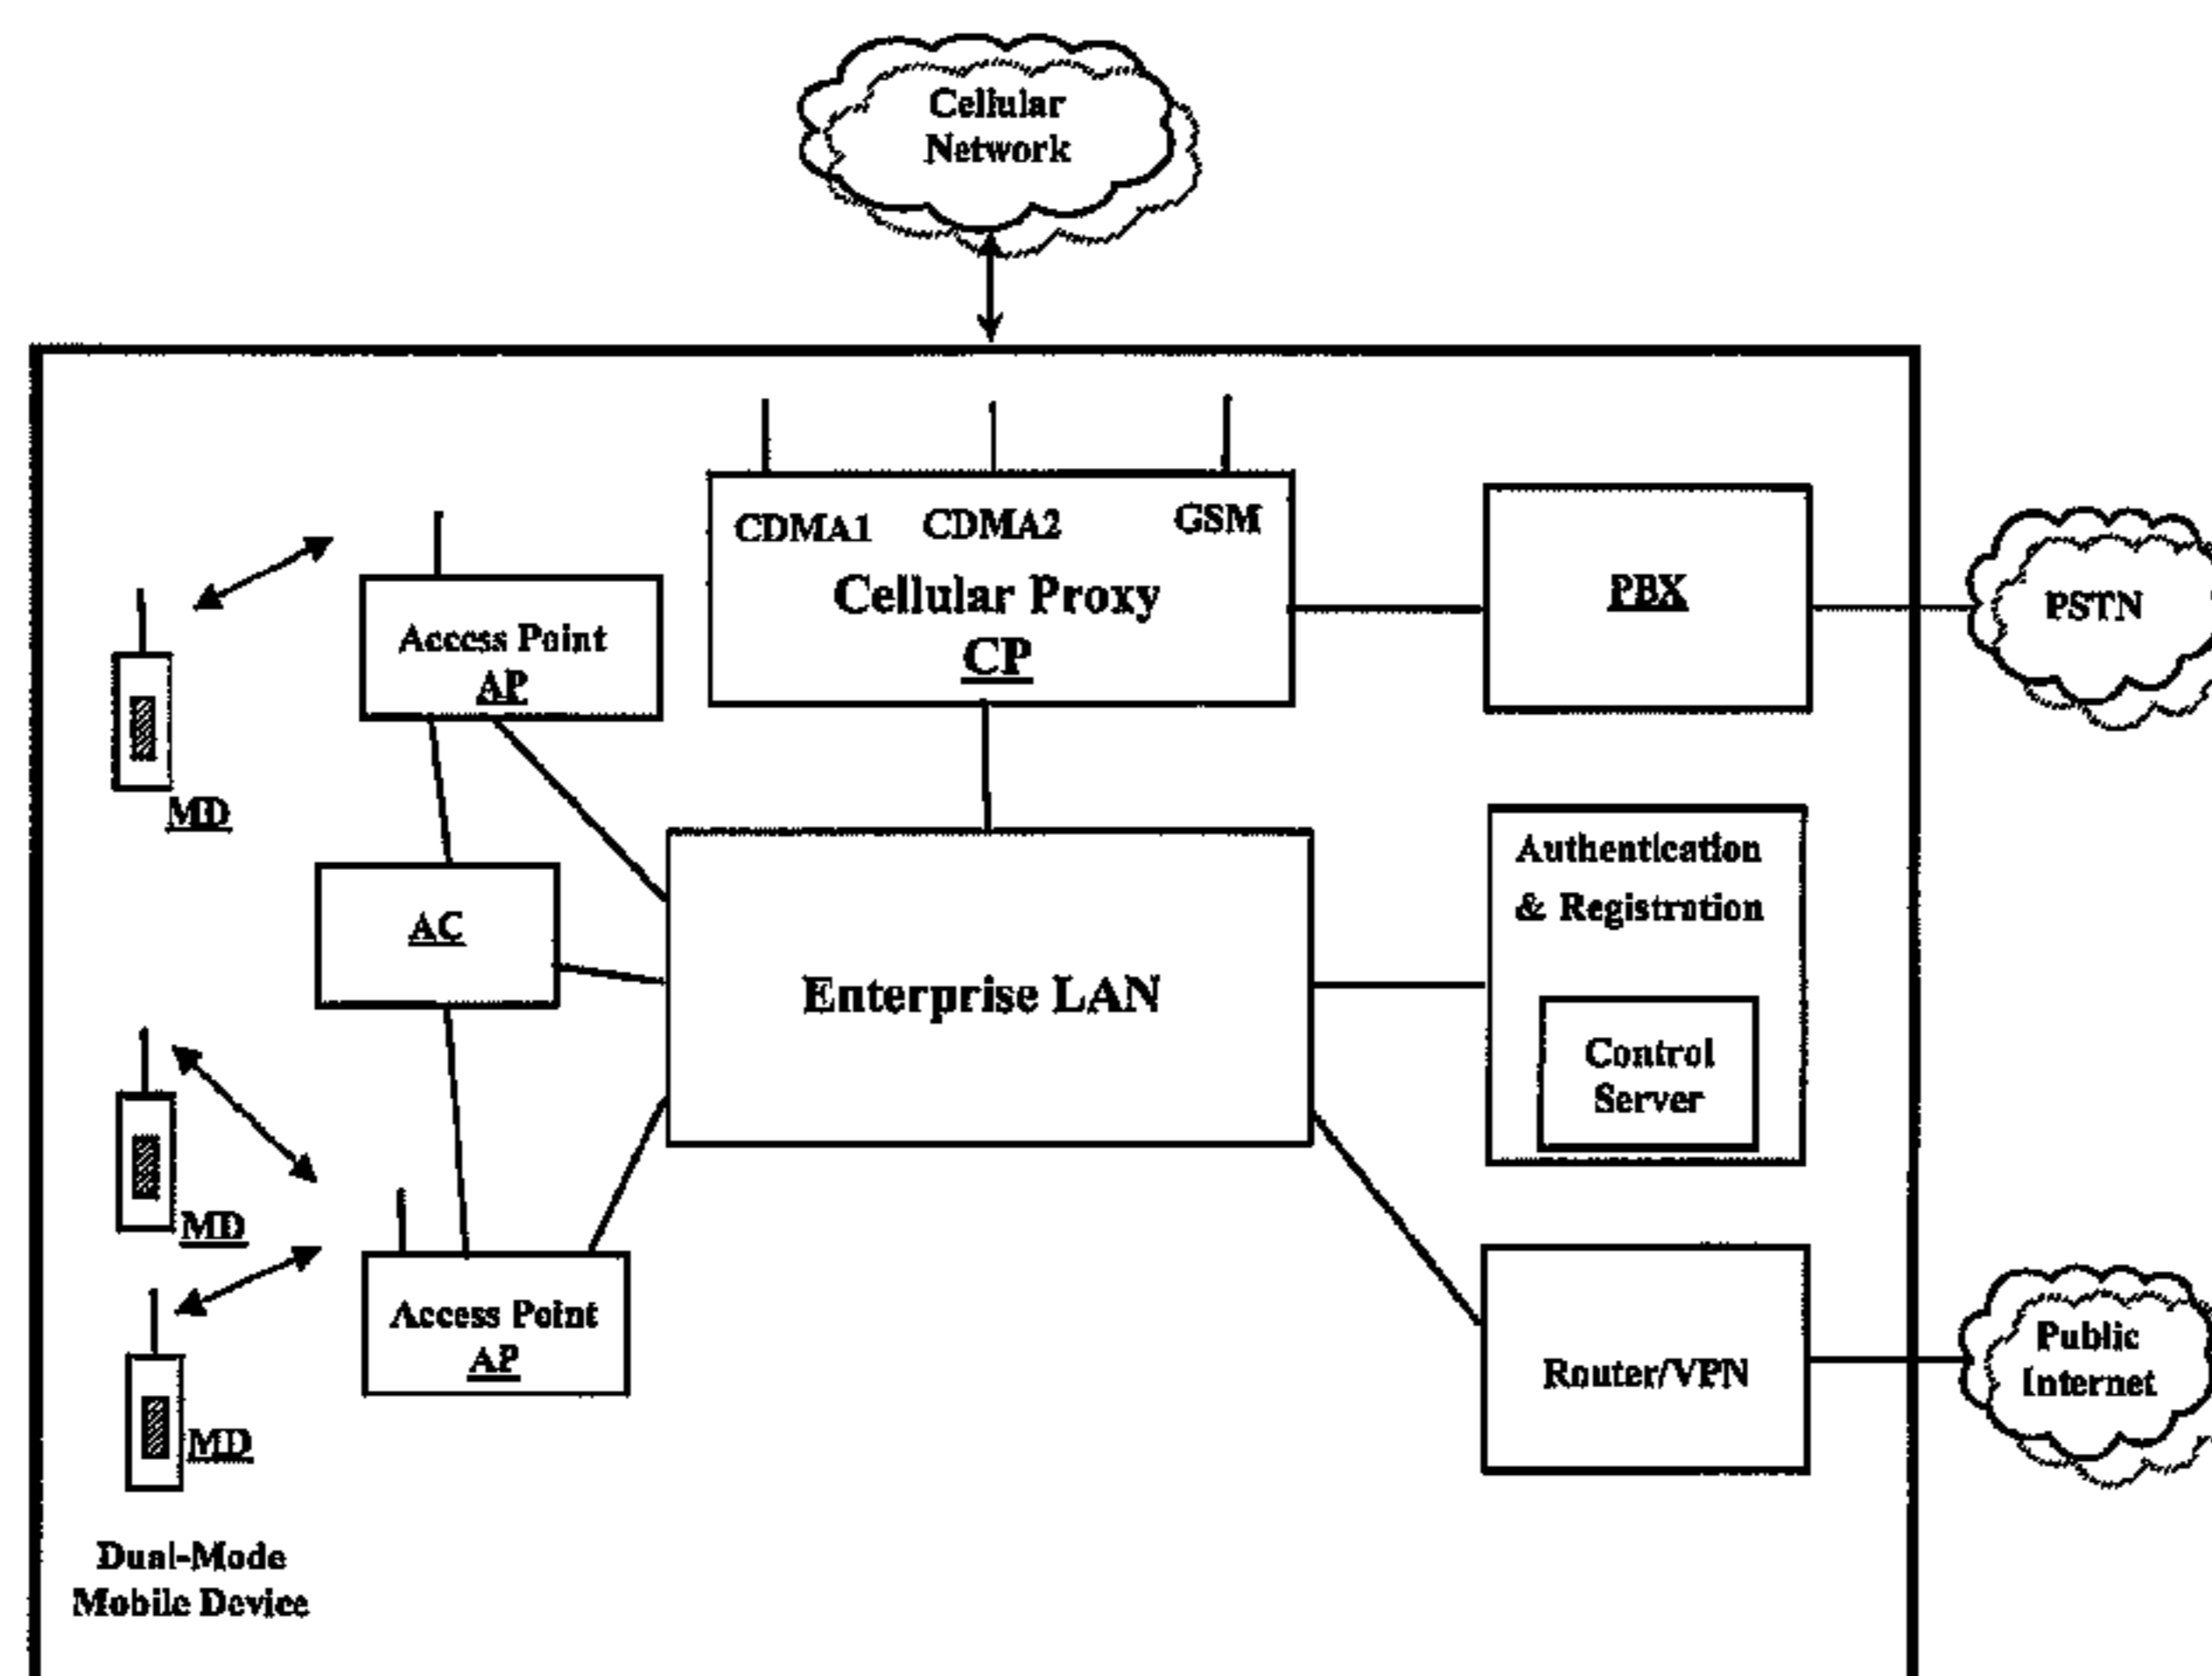 Cellular
Network
CDMA1
CDMA2
GSM
Cellular Proxy
CP
PBX
PSTN
Access Point
AP
MD
AC
Enterprise LAN
Authentication
& Registration
Control
Server
MD
Access Point
AP
MD
Router/VPN
Public
Internet
Dual-Mode
Mobile Device